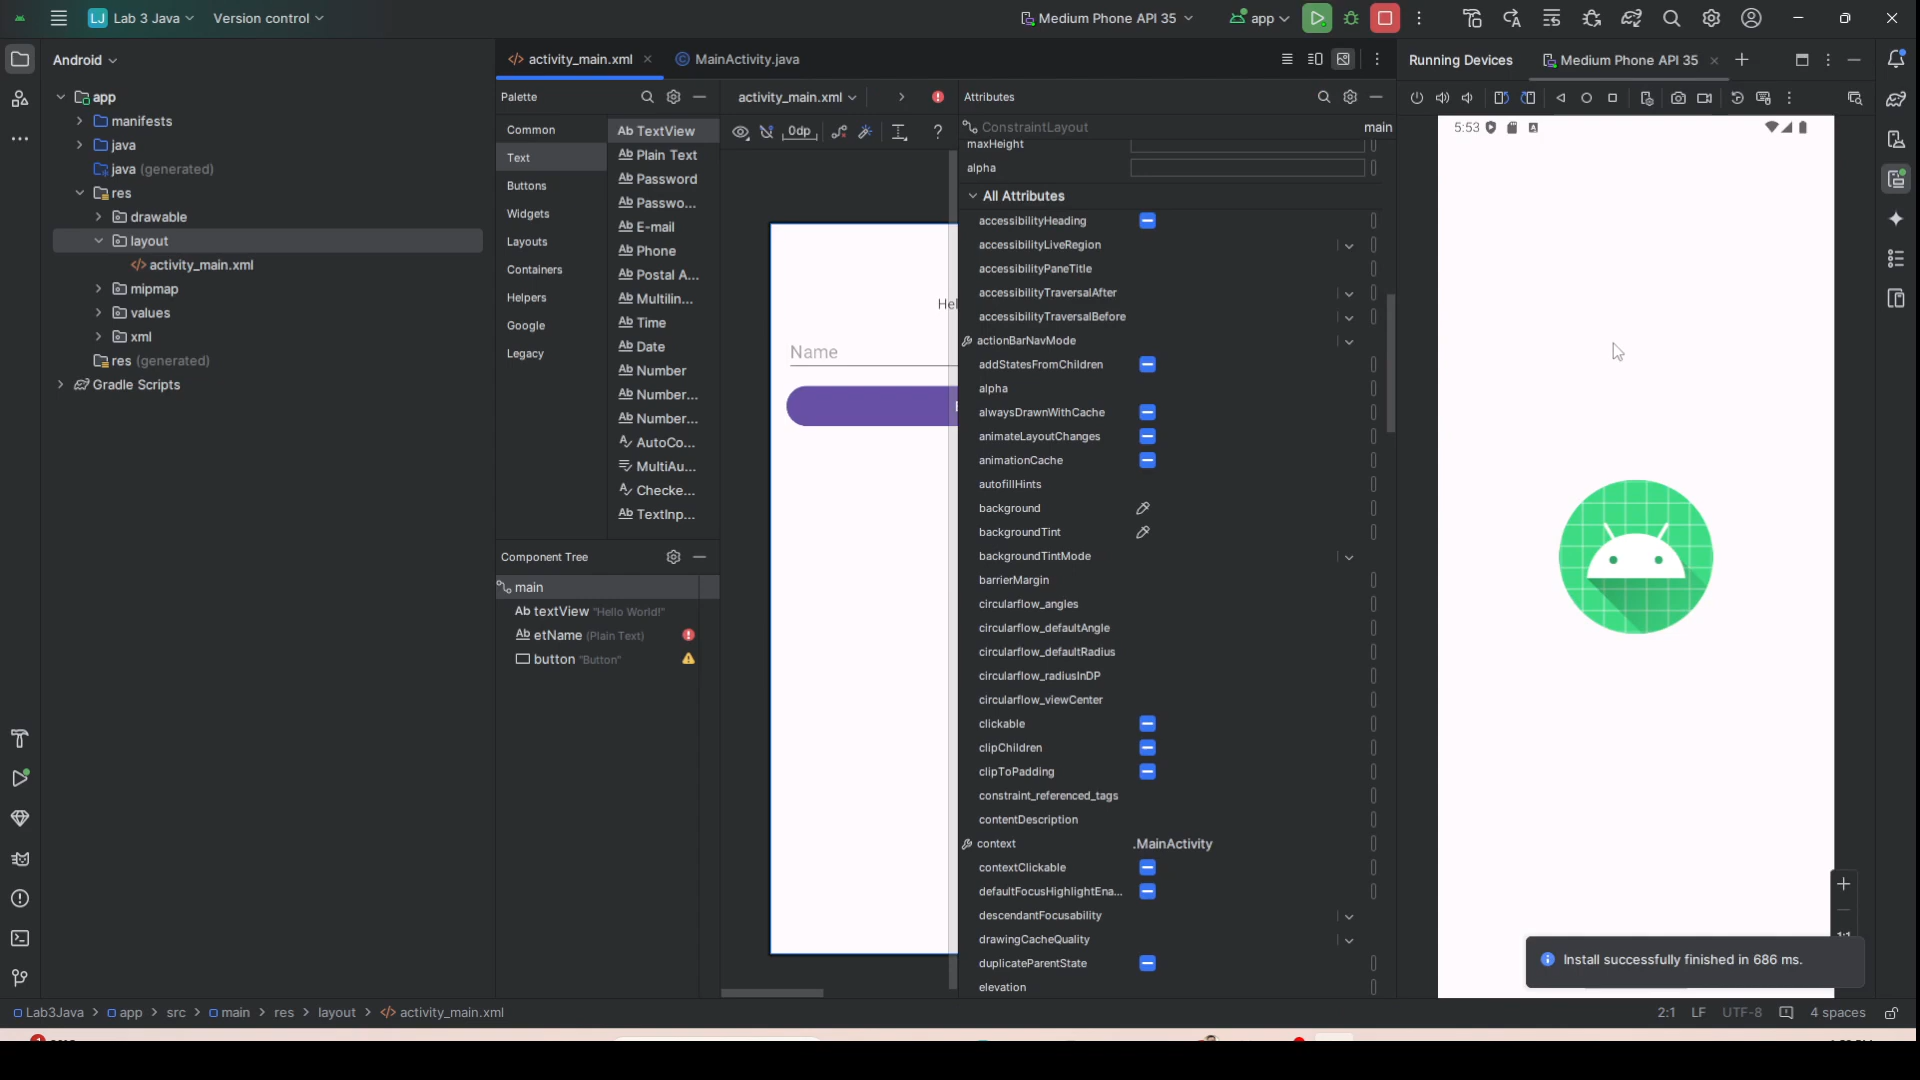 LJ Lab 3 Java Version control Medium Phone API 35 app
Android
app
manifests
java
java (generated)
res
drawable
layout
activity_main.xml
mipmap
values
xml
res (generated)
Gradle Scripts
activity_main.xml MainActivity.java
Palette
Common
Text
Buttons
Widgets
Layouts
Containers
Helpers
Google
Legacy
Ab TextView
Ab Plain Text
Ab Password
Ab Passwo...
Ab E-mail
Ab Phone
Ab Postal A...
Ab Multilin...
Ab Time
Ab Date
Ab Number
Ab Number...
Ab Number...
AutoCo...
MultiAu...
Checke...
Ab TextInp...
Component Tree
main
Ab textView "Hello World!"
Ab etName (Plain Text)
button "Button"
activity_main.xml
0dp
?
Hel
Name
Attributes
ConstraintLayout main
maxHeight
alpha
All Attributes
accessibilityHeading
accessibilityLiveRegion
accessibilityPaneTitle
accessibilityTraversalAfter
accessibilityTraversalBefore
actionBarNavMode
addStatesFromChildren
alpha
alwaysDrawnWithCache
animateLayoutChanges
animationCache
autofillHints
background
backgroundTint
backgroundTintMode
barrierMargin
circularflow_angles
circularflow_defaultAngle
circularflow_defaultRadius
circularflow_radiusInDP
circularflow_viewCenter
clickable
clipChildren
clipToPadding
constraint_referenced_tags
contentDescription
context .MainActivity
contextClickable
defaultFocusHighlightEna...
descendantFocusability
drawingCacheQuality
duplicateParentState
elevation
Running Devices Medium Phone API 35
5:53
Install successfully finished in 686 ms.
Lab3Java > app > src > main > res > layout > activity_main.xml
2:1 LF UTF-8 4 spaces